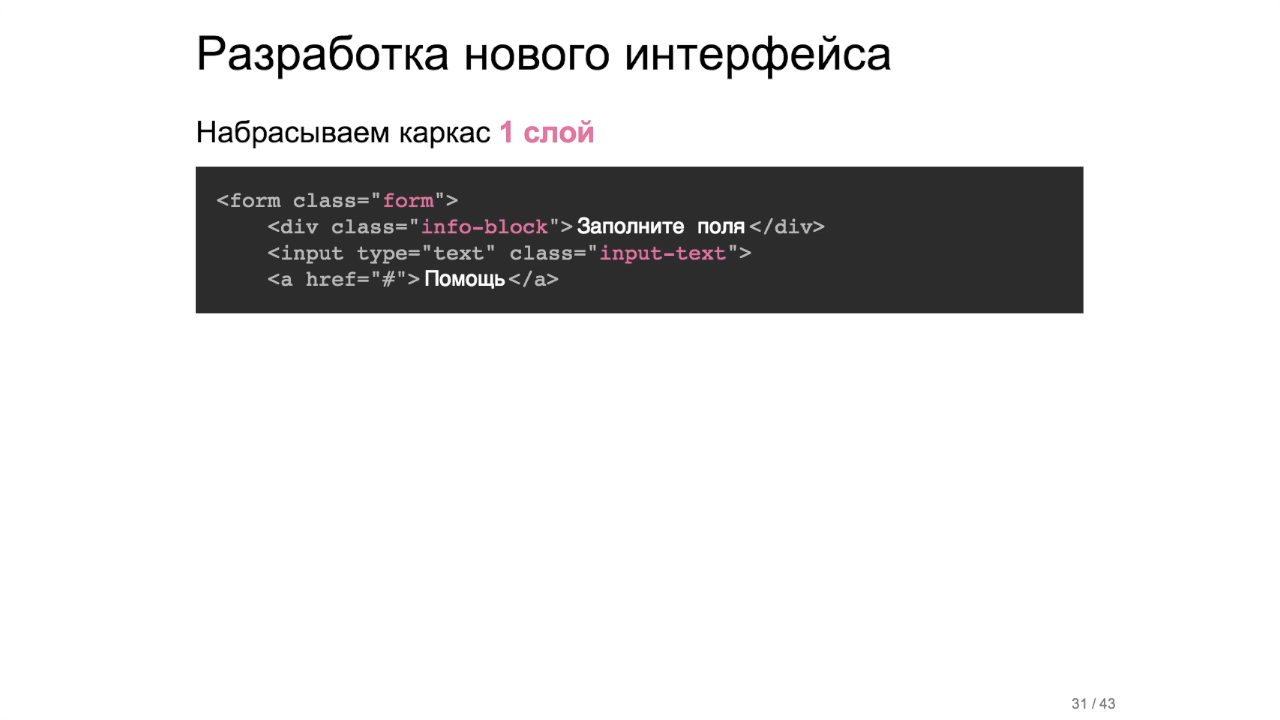 Разработка нового интерфейса
Набрасываем каркас 1 слой
<form class="form">
<div class="info-block">Заполните поля</div>
<input type="text" class="input-text">
<a href="#">Помощь</a>
31 / 43